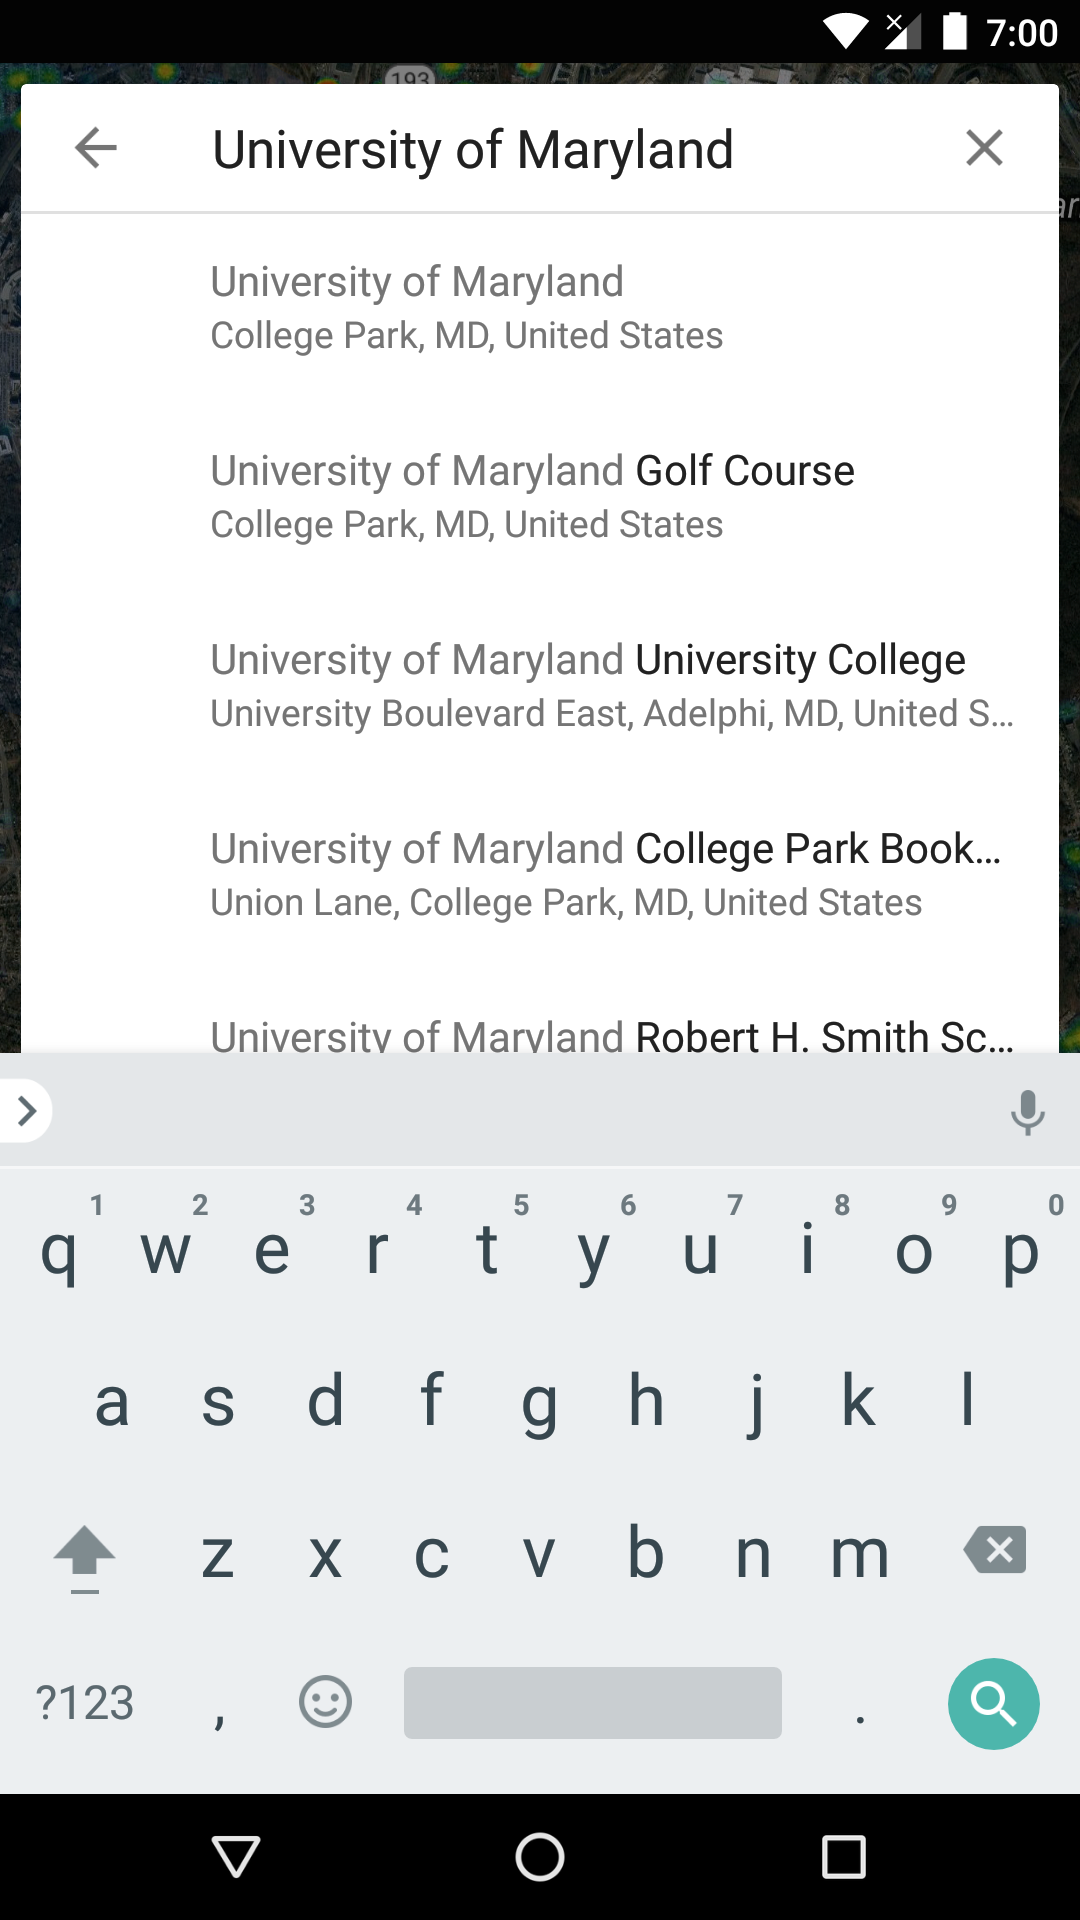 7:00
193
University of Maryland
University of Maryland
College Park, MD, United States
University of Maryland Golf Course
College Park, MD, United States
University of Maryland University College
University Boulevard East, Adelphi, MD, United S...
University of Maryland College Park Book...
Union Lane, College Park, MD, United States
University of Maryland Robert H. Smith Sc...
1 2 3 4 5 6 7 8 9 0
q w e r t y u i o p
a s d f g h j k l
z x c v b n m
?123 , .